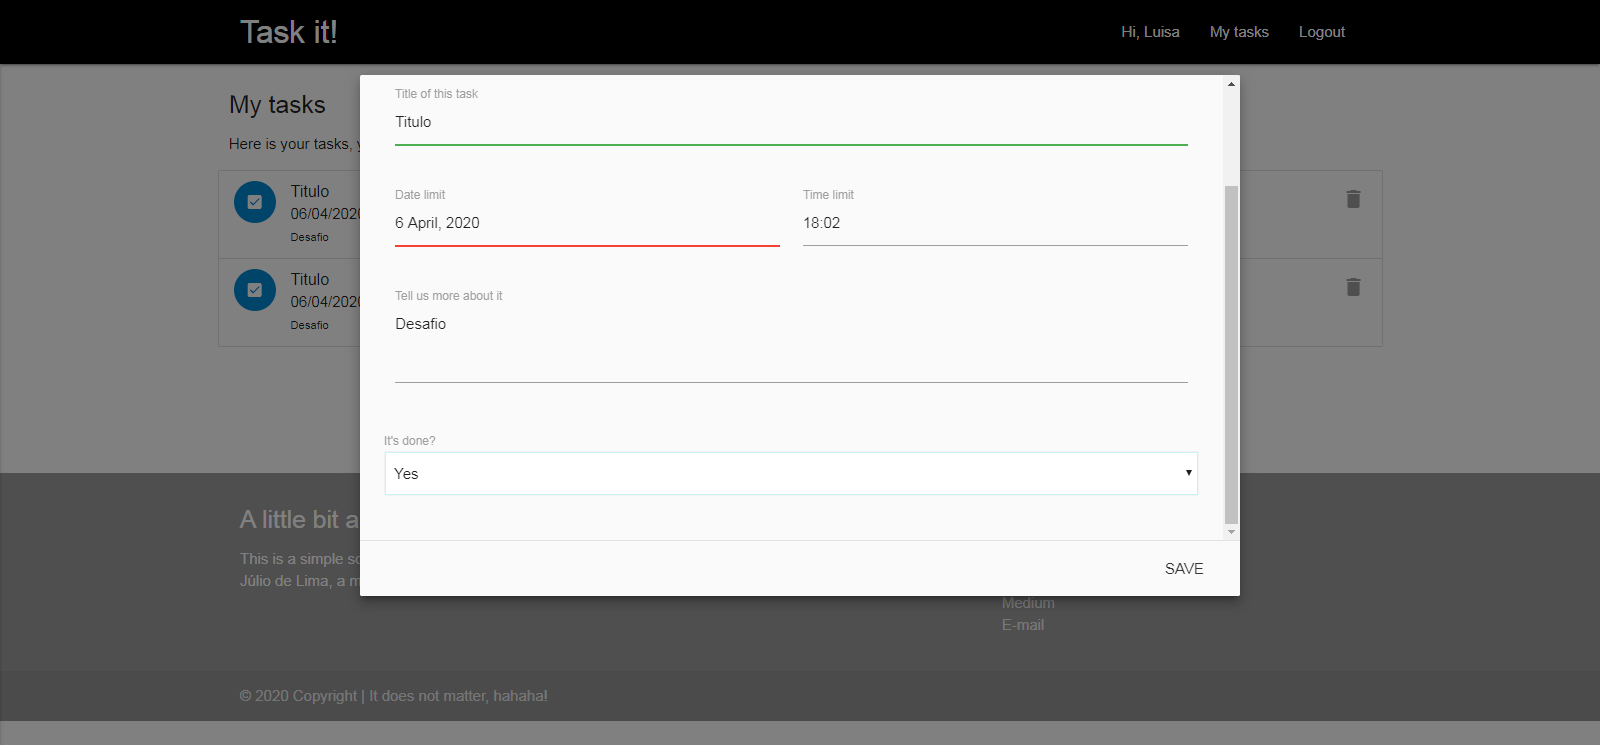 Task it!
Hi, Luisa
My tasks
Logout
My tasks
Here is your tasks,
Titulo
06/04/2020
Desafio
Titulo
06/04/2020
Desafio
Title of this task
Titulo
Date limit
6 April, 2020
Time limit
18:02
Tell us more about it
Desafio
It's done?
Yes
SAVE
A little bit a
This is a simple
Júlio de Lima, a
Medium
E-mail
© 2020 Copyright | It does not matter, hahaha!